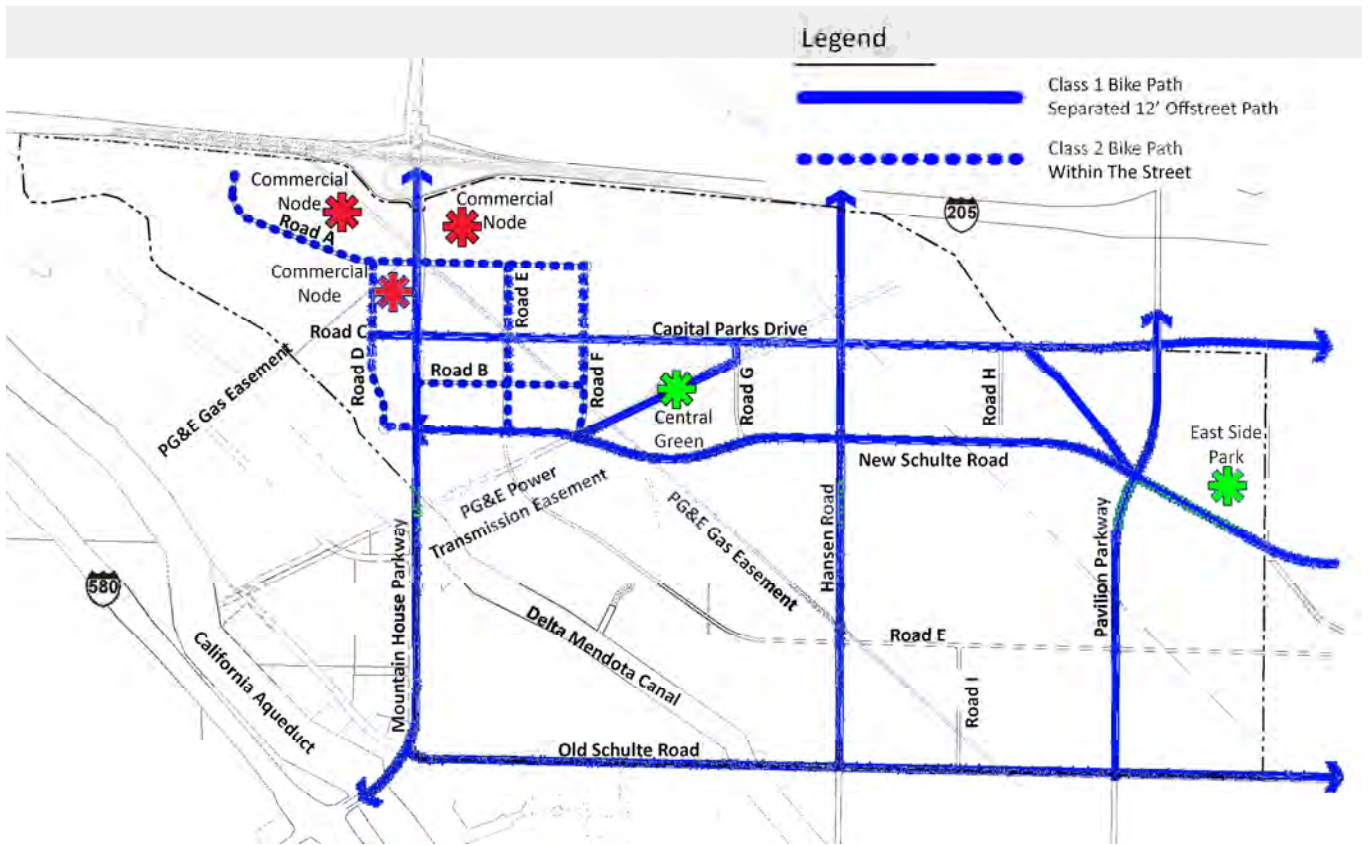 Legend
Class 1 Bike Path
Separated 12' Offstreet Path
Class 2 Bike Path
Within The Street
205
Commercial
Node
Commercial
Node
Road A
Commercial
Node
Road E
Road C
Capital Parks Drive
Road D
Road B
Road F
Road G
Road H
Central
Green
PG&E Gas Easement
New Schulte Road
East Side
Park
PG&E Power
Transmission Easement
PG&E Gas Easement
Hansen Road
Pavilion Parkway
Mountain House Parkway
580
California Aqueduct
Delta Mendota Canal
Road E
Road I
Old Schulte Road